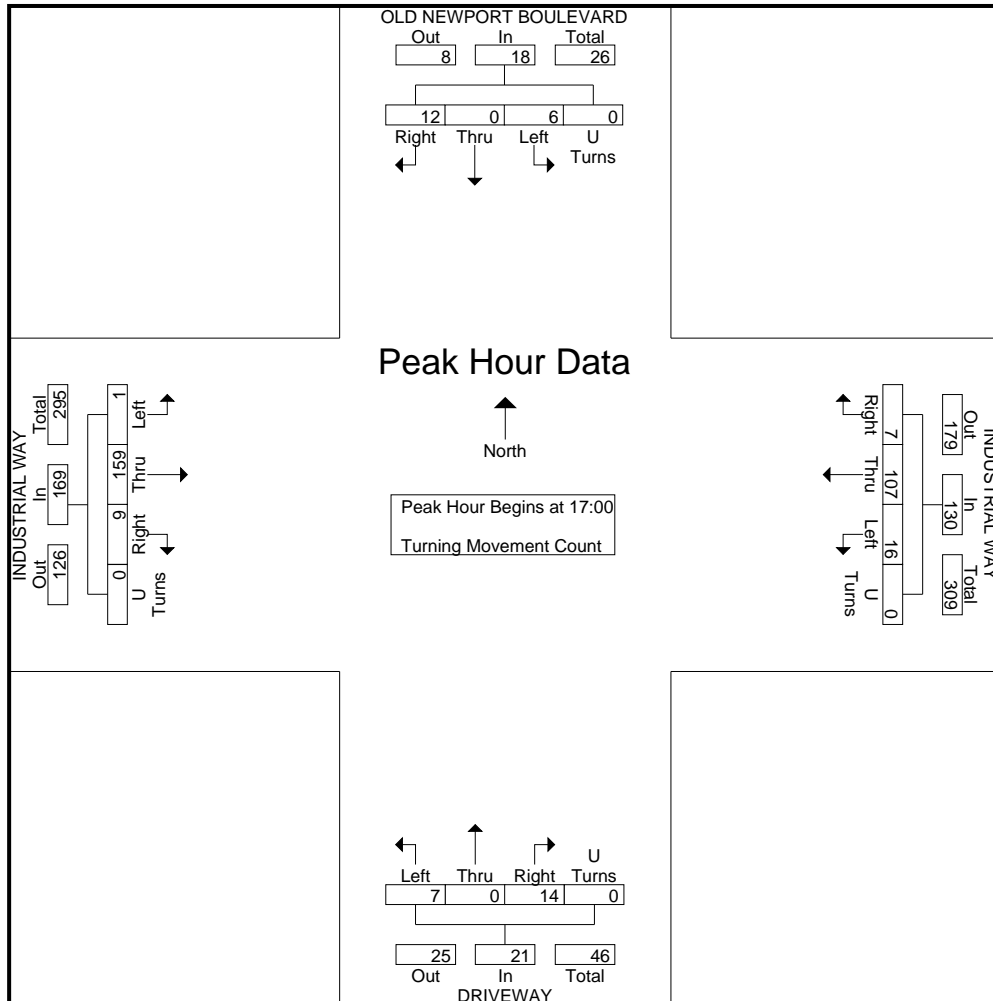 OLD NEWPORT BOULEVARD
Out In Total
8 18 26
12 0 6 0
Right Thru Left U
Turns
Peak Hour Data
North
Peak Hour Begins at 17:00
Turning Movement Count
INDUSTRIAL WAY
Total In Out
295 169 126
1 159 9 0
Left Thru Right U
Turns
INDUSTRIAL WAY
Out In Total
179 130 309
7 107 16 0
Right Thru Left U
Turns
U
Left Thru Right Turns
7 0 14 0
25 21 46
Out In Total
DRIVEWAY